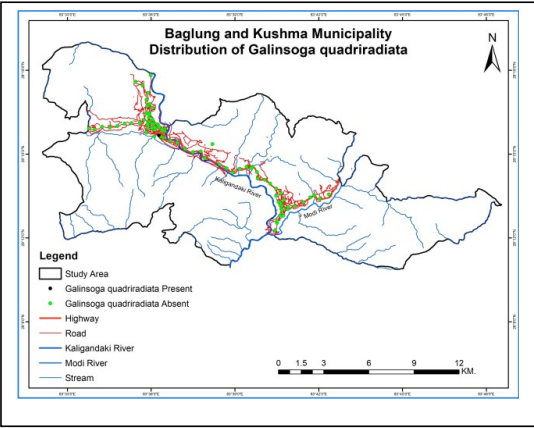 Baglung and Kushma Municipality
Distribution of Galinsoga quadriradiata
N
Kaligandaki River
Modi River
Legend
Study Area
Galinsoga quadriradiata Present
Galinsoga quadriradiata Absent
Highway
Road
Kaligandaki River
Modi River
Stream
0 1.5 3 6 9 12
KM.